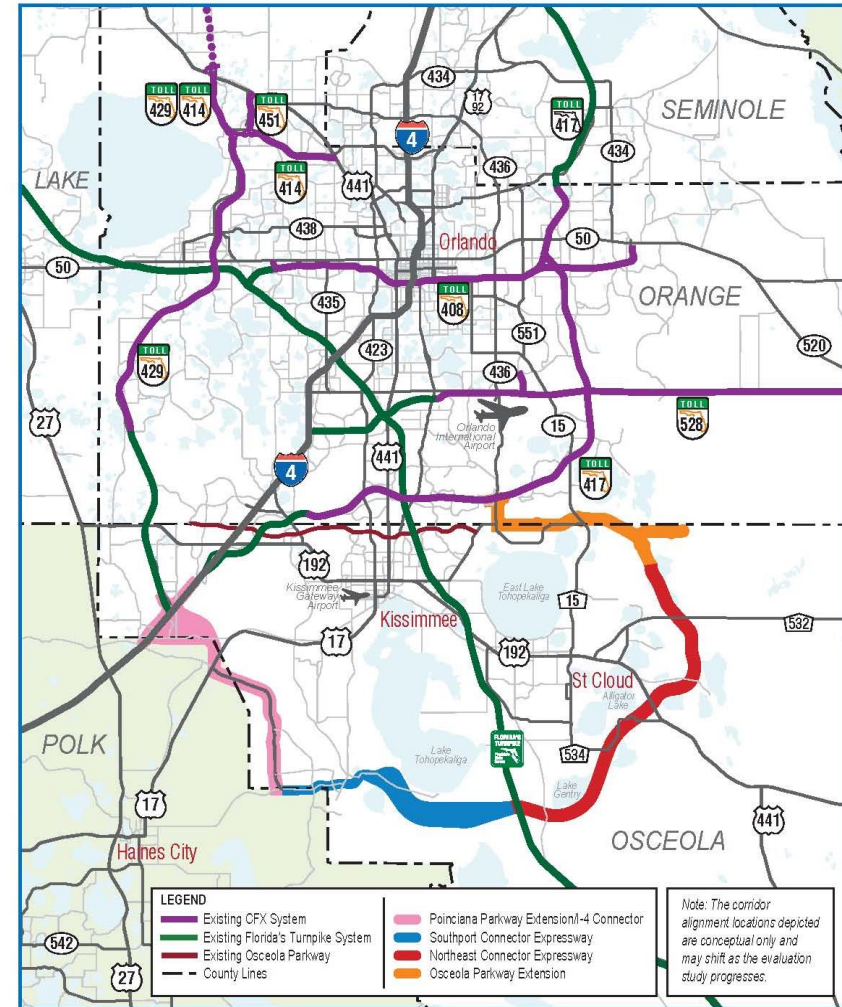 434
TOLL
429
TOLL
414
TOLL
451
17
92
4
TOLL
417
SEMINOLE
434
436
LAKE
TOLL
414
441
438
Orlando
50
50
ORANGE
435
TOLL
408
551
423
520
TOLL
429
436
27
Orlando
International
Airport
15
TOLL
528
4
441
TOLL
417
192
East Lake
Tohopekaliga
Kissimmee
Gateway
Airport
15
Kissimmee
532
17
192
St Cloud
Alligator
Lake
POLK
FLORIDA'S
TURNPIKE
534
Lake
Tohopekaliga
Lake
Gentry
17
441
OSCEOLA
Haines City
542
27
LEGEND
Existing CFX System
Existing Florida's Turnpike System
Existing Osceola Parkway
County Lines
Poinciana Parkway Extension/I-4 Connector
Southport Connector Expressway
Northeast Connector Expressway
Osceola Parkway Extension
Note: The corridor
alignment locations depicted
are conceptual only and
may shift as the evaluation
study progresses.